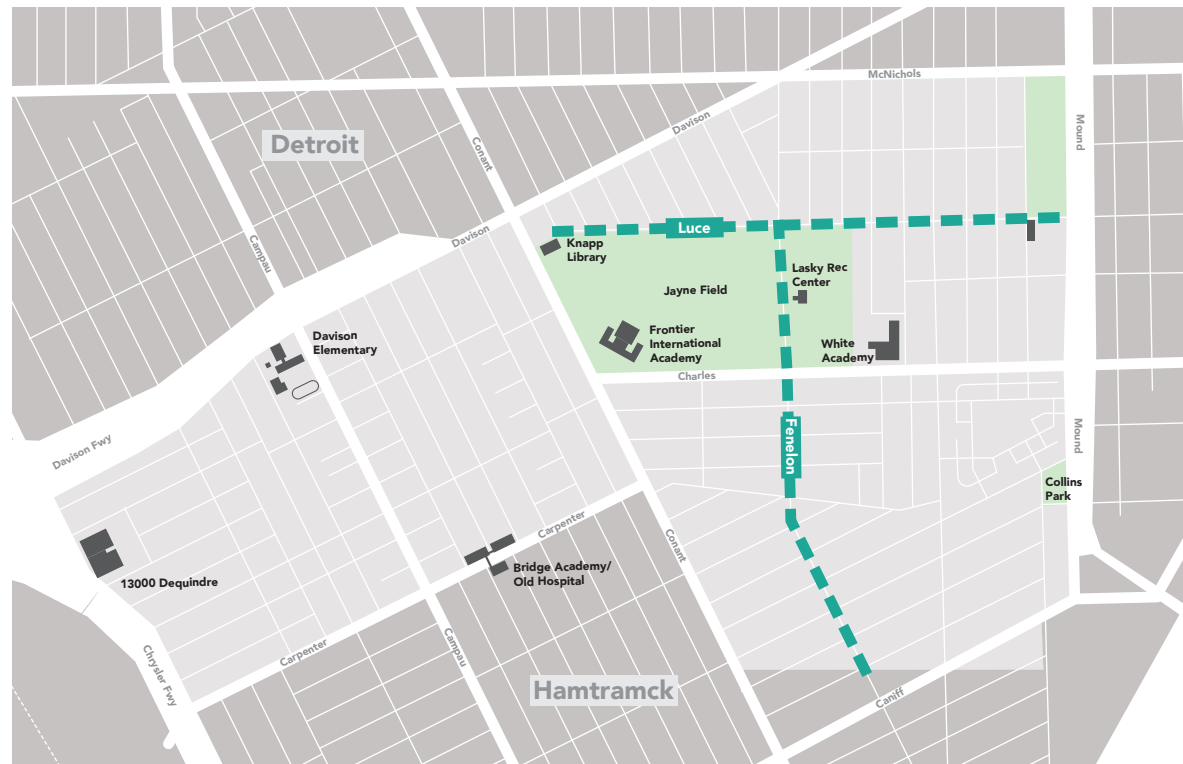 McNichols
Davison
Mound
Detroit
Conant
Luce
Davison
Campau
Knapp
Library
Lasky Rec
Center
Jayne Field
Frontier
International
Academy
White
Academy
Davison
Elementary
Charles
Fenelon
Mound
Davison Fwy
Collins
Park
Carpenter
Conant
Bridge Academy/
Old Hospital
13000 Dequindre
Carpenter
Campau
Chrysler Fwy
Hamtramck
Caniff